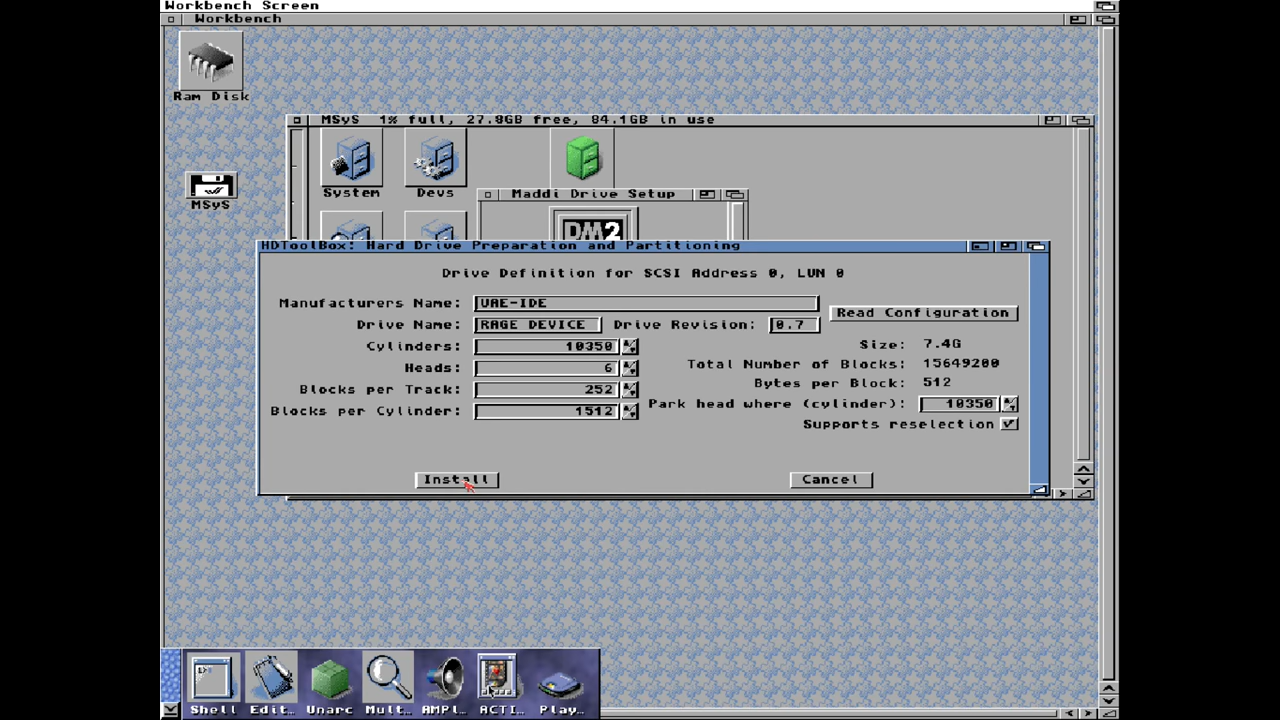 Workbench Screen
Workbench
Ram Disk
MSyS 1% full, 27.8GB free, 84.1GB in use
MSyS
System
Devs
Maddi Drive Setup
DM2
HDToolBox: Hard Drive Preparation and Partitioning
Drive Definition for SCSI Address 0, LUN 0
Manufacturers Name: UAE-IDE
Read Configuration
Drive Name: RAGE DEVICE Drive Revision: 0.7
Size: 7.4G
Cylinders: 10350
Total Number of Blocks: 15649200
Heads: 6
Bytes per Block: 512
Blocks per Track: 252
Park head where (cylinder): 10350
Blocks per Cylinder: 1512
Supports reselection
Install
Cancel
Shell Edit… Unarc Mult… AMPl… ACTI… Play…